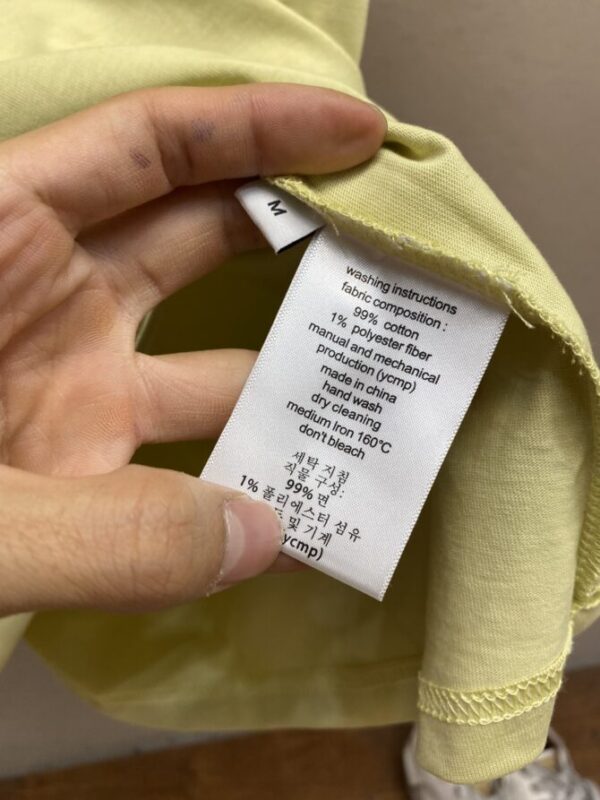 M
washing instructions
fabric composition :
99% cotton
1% polyester fiber
manual and mechanical
production (ycmp)
made in china
hand wash
dry cleaning
medium Iron 160°C
don't bleach
세탁 지침
직물 구성:
99% 면
1% 폴리에스터 섬유
및 기계
(ycmp)